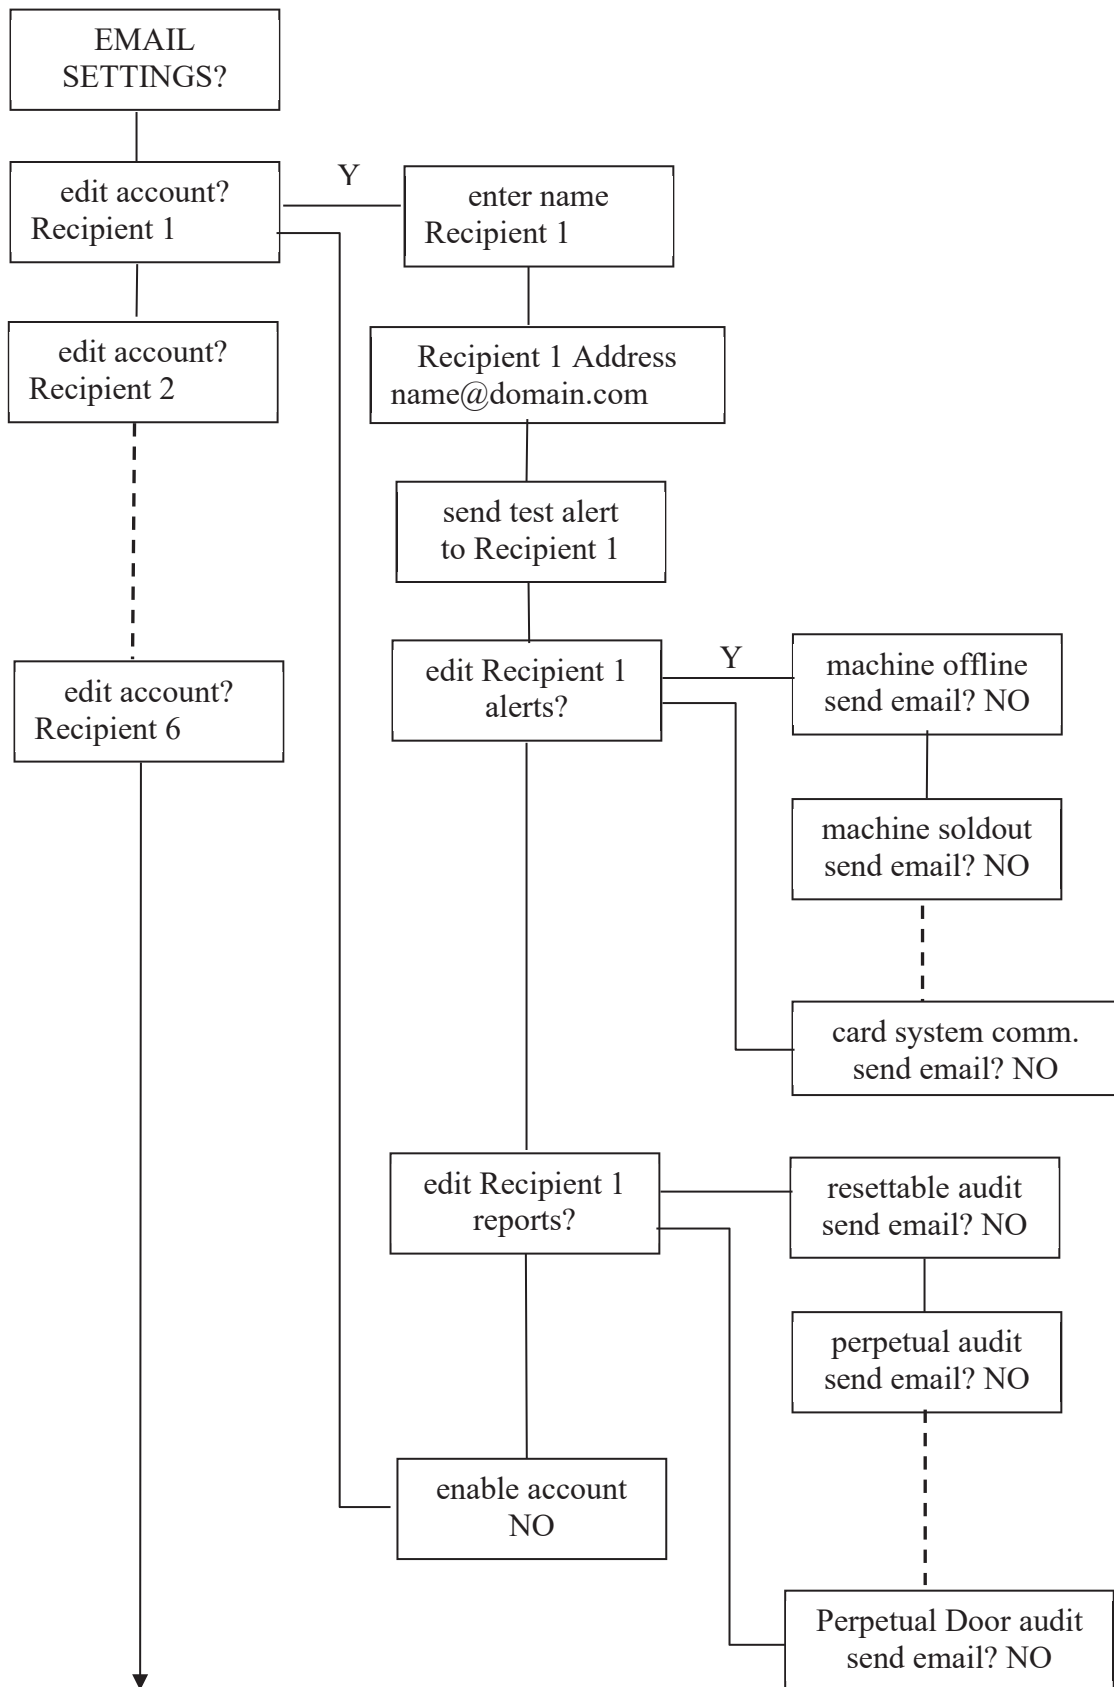 EMAIL
SETTINGS?
edit account?
Recipient 1
Y
enter name
Recipient 1
edit account?
Recipient 2
Recipient 1 Address
name@domain.com
send test alert
to Recipient 1
edit account?
Recipient 6
edit Recipient 1
alerts?
Y
machine offline
send email? NO
machine soldout
send email? NO
card system comm.
send email? NO
edit Recipient 1
reports?
resettable audit
send email? NO
perpetual audit
send email? NO
enable account
NO
Perpetual Door audit
send email? NO